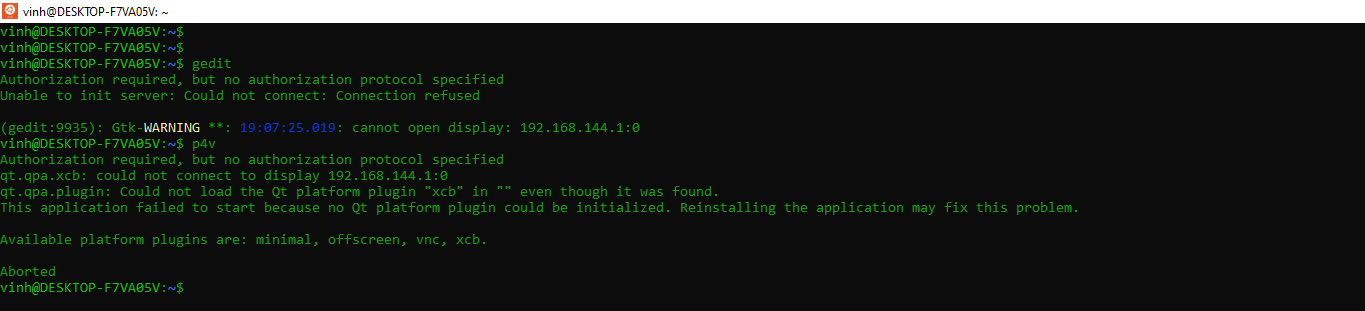 vinh@DESKTOP-F7VA05V: ~
vinh@DESKTOP-F7VA05V:~$
vinh@DESKTOP-F7VA05V:~$
vinh@DESKTOP-F7VA05V:~$ gedit
Authorization required, but no authorization protocol specified
Unable to init server: Could not connect: Connection refused
(gedit:9935): Gtk-WARNING **: 19:07:25.019: cannot open display: 192.168.144.1:0
vinh@DESKTOP-F7VA05V:~$ p4v
Authorization required, but no authorization protocol specified
qt.qpa.xcb: could not connect to display 192.168.144.1:0
qt.qpa.plugin: Could not load the Qt platform plugin "xcb" in "" even though it was found.
This application failed to start because no Qt platform plugin could be initialized. Reinstalling the application may fix this problem.
Available platform plugins are: minimal, offscreen, vnc, xcb.
Aborted
vinh@DESKTOP-F7VA05V:~$